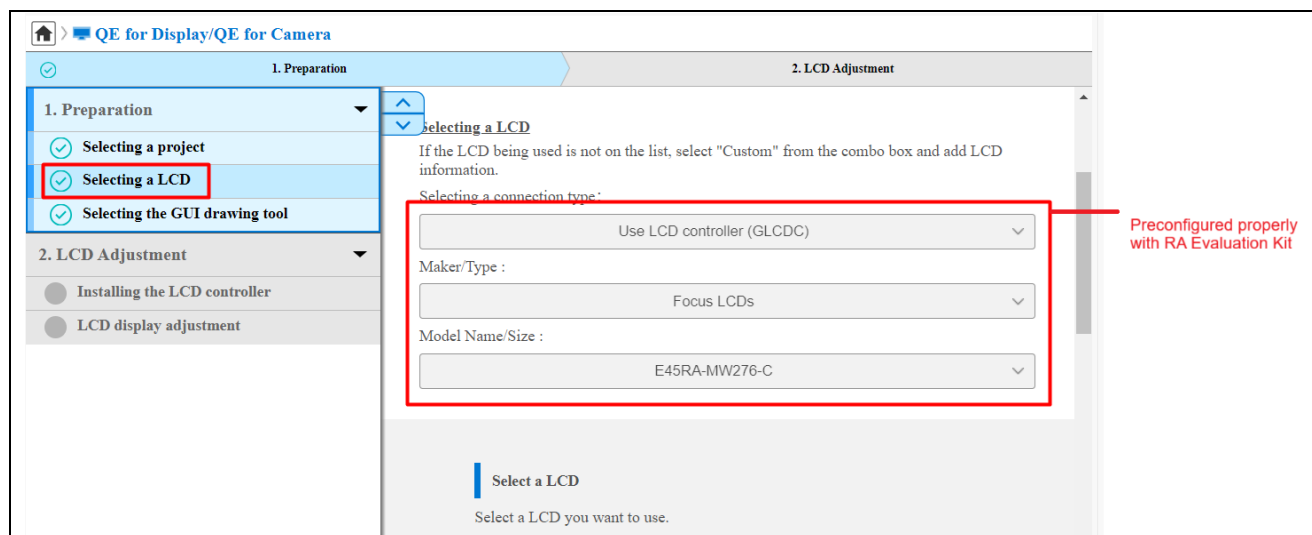 QE for Display/QE for Camera
1. Preparation
2. LCD Adjustment
1. Preparation
Selecting a project
Selecting a LCD
Selecting the GUI drawing tool
2. LCD Adjustment
Installing the LCD controller
LCD display adjustment
Selecting a LCD
If the LCD being used is not on the list, select "Custom" from the combo box and add LCD
information.
Selecting a connection type:
Use LCD controller (GLCDC)
Maker/Type :
Focus LCDs
Model Name/Size :
E45RA-MW276-C
Preconfigured properly
with RA Evaluation Kit
Select a LCD
Select a LCD you want to use.